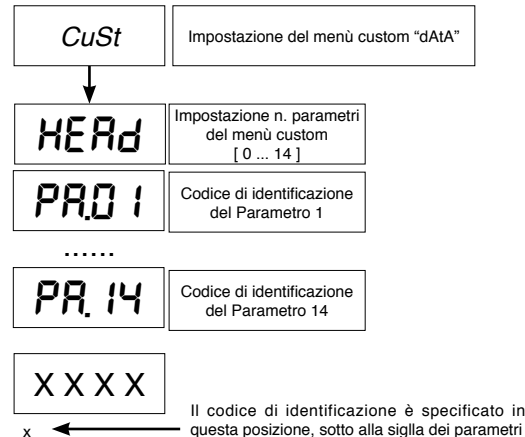 CuSt
Impostazione del menù custom “dAtA”
HEAd
Impostazione n. parametri
del menù custom
[ 0 ... 14 ]
PA.01
Codice di identificazione
del Parametro 1
......
PA.14
Codice di identificazione
del Parametro 14
X X X X
Il codice di identificazione è specificato in
x
questa posizione, sotto alla siglla dei parametri